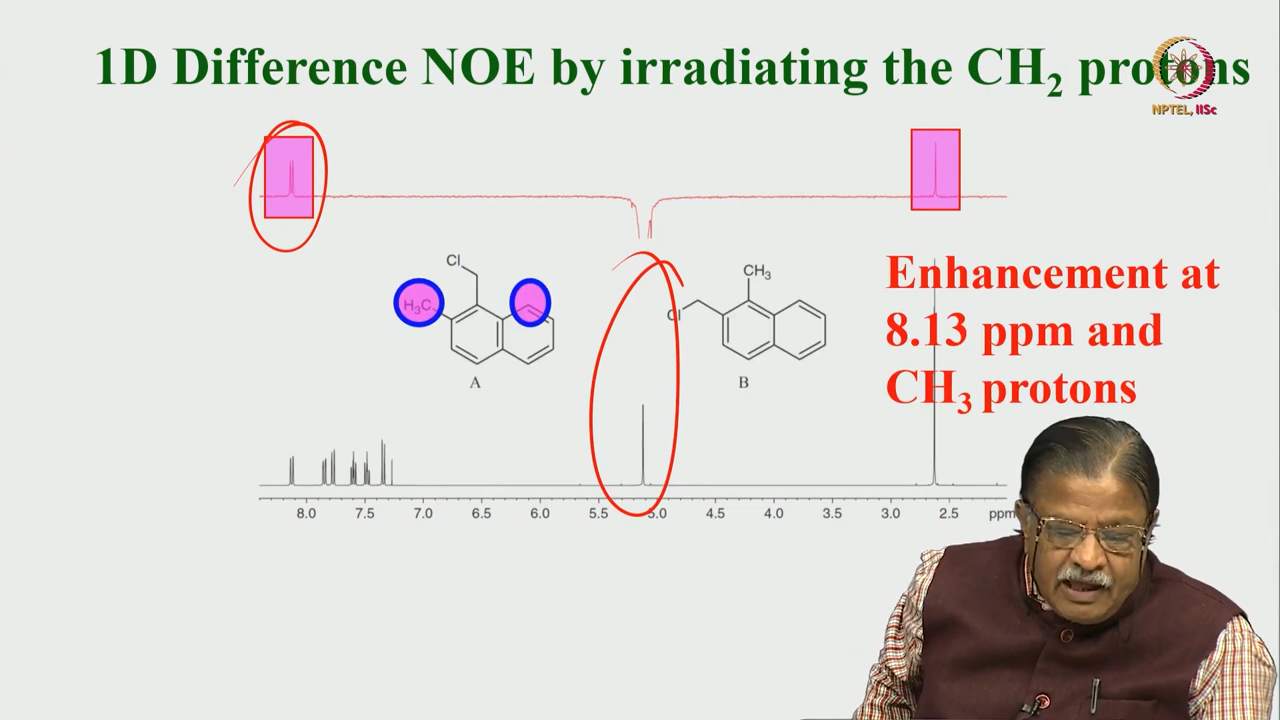 1D Difference NOE by irradiating the CH₂ protons
NPTEL, IISc
Cl
H₃C
A
CH₃
Cl
B
Enhancement at
8.13 ppm and
CH₃ protons
8.0 7.5 7.0 6.5 6.0 5.5 5.0 4.5 4.0 3.5 3.0 2.5 ppm